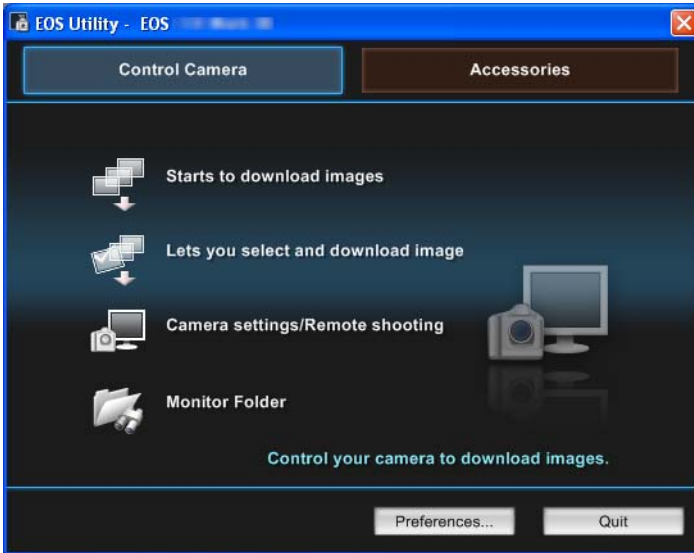 EOS Utility - EOS
Control Camera
Accessories
Starts to download images
Lets you select and download image
Camera settings/Remote shooting
Monitor Folder
Control your camera to download images.
Preferences...
Quit